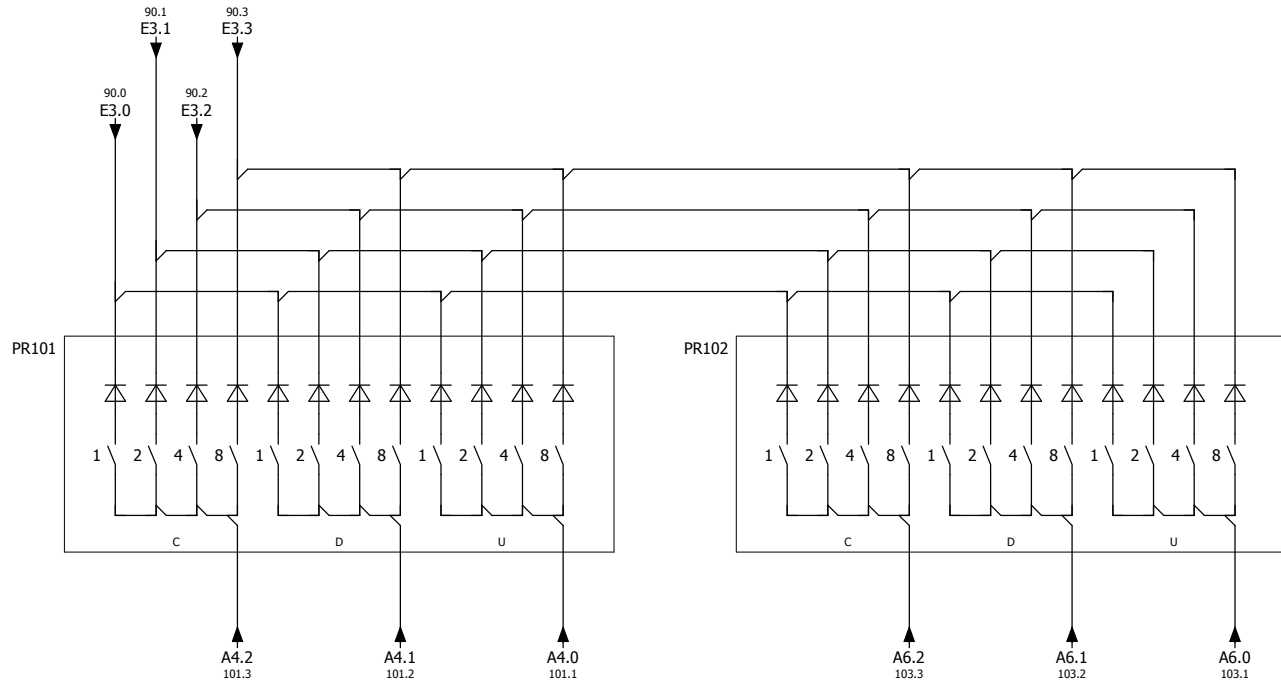 90.1
E3.1
90.3
E3.3
90.0
E3.0
90.2
E3.2
PR101
PR102
1 2 4 8 1 2 4 8 1 2 4 8
1 2 4 8 1 2 4 8 1 2 4 8
C D U
C D U
A4.2
101.3
A4.1
101.2
A4.0
101.1
A6.2
103.3
A6.1
103.2
A6.0
103.1